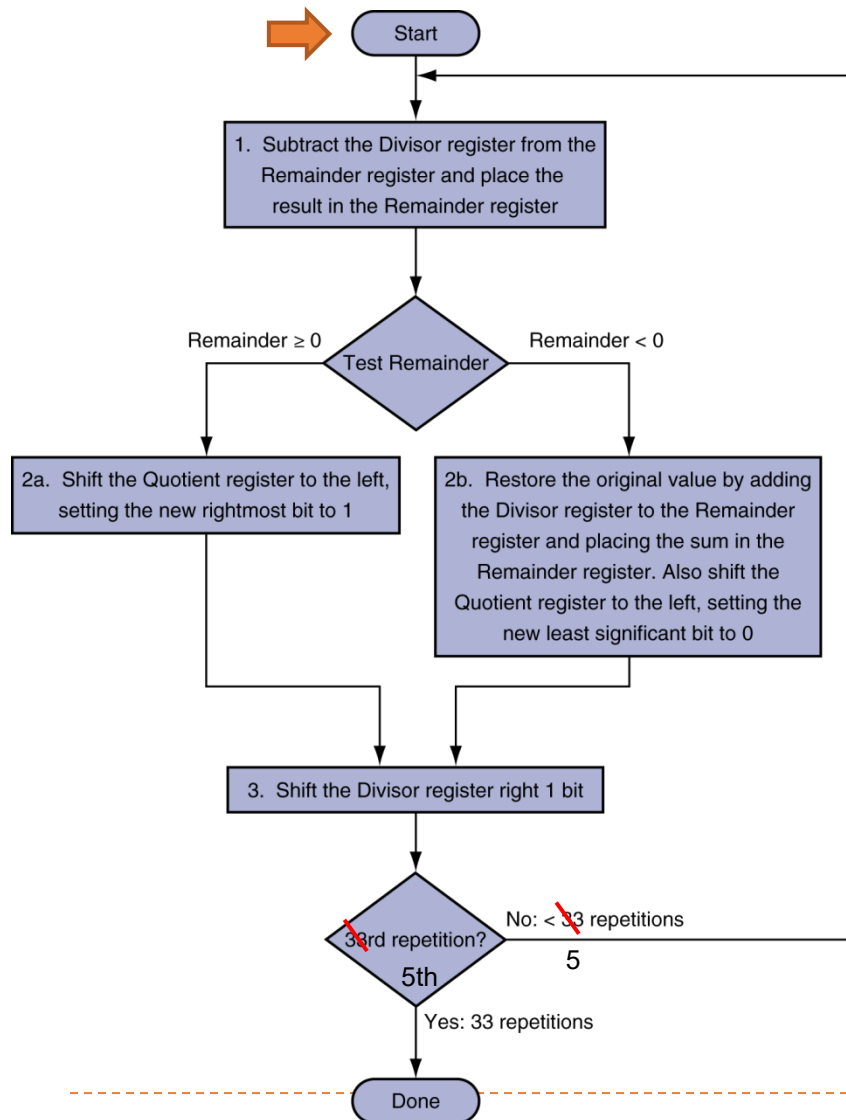 Start
1. Subtract the Divisor register from the
Remainder register and place the
result in the Remainder register
Remainder ≥ 0
Remainder < 0
Test Remainder
2a. Shift the Quotient register to the left,
setting the new rightmost bit to 1
2b. Restore the original value by adding
the Divisor register to the Remainder
register and placing the sum in the
Remainder register. Also shift the
Quotient register to the left, setting the
new least significant bit to 0
3. Shift the Divisor register right 1 bit
No: < 33 repetitions
33rd repetition?
5
5th
Yes: 33 repetitions
Done